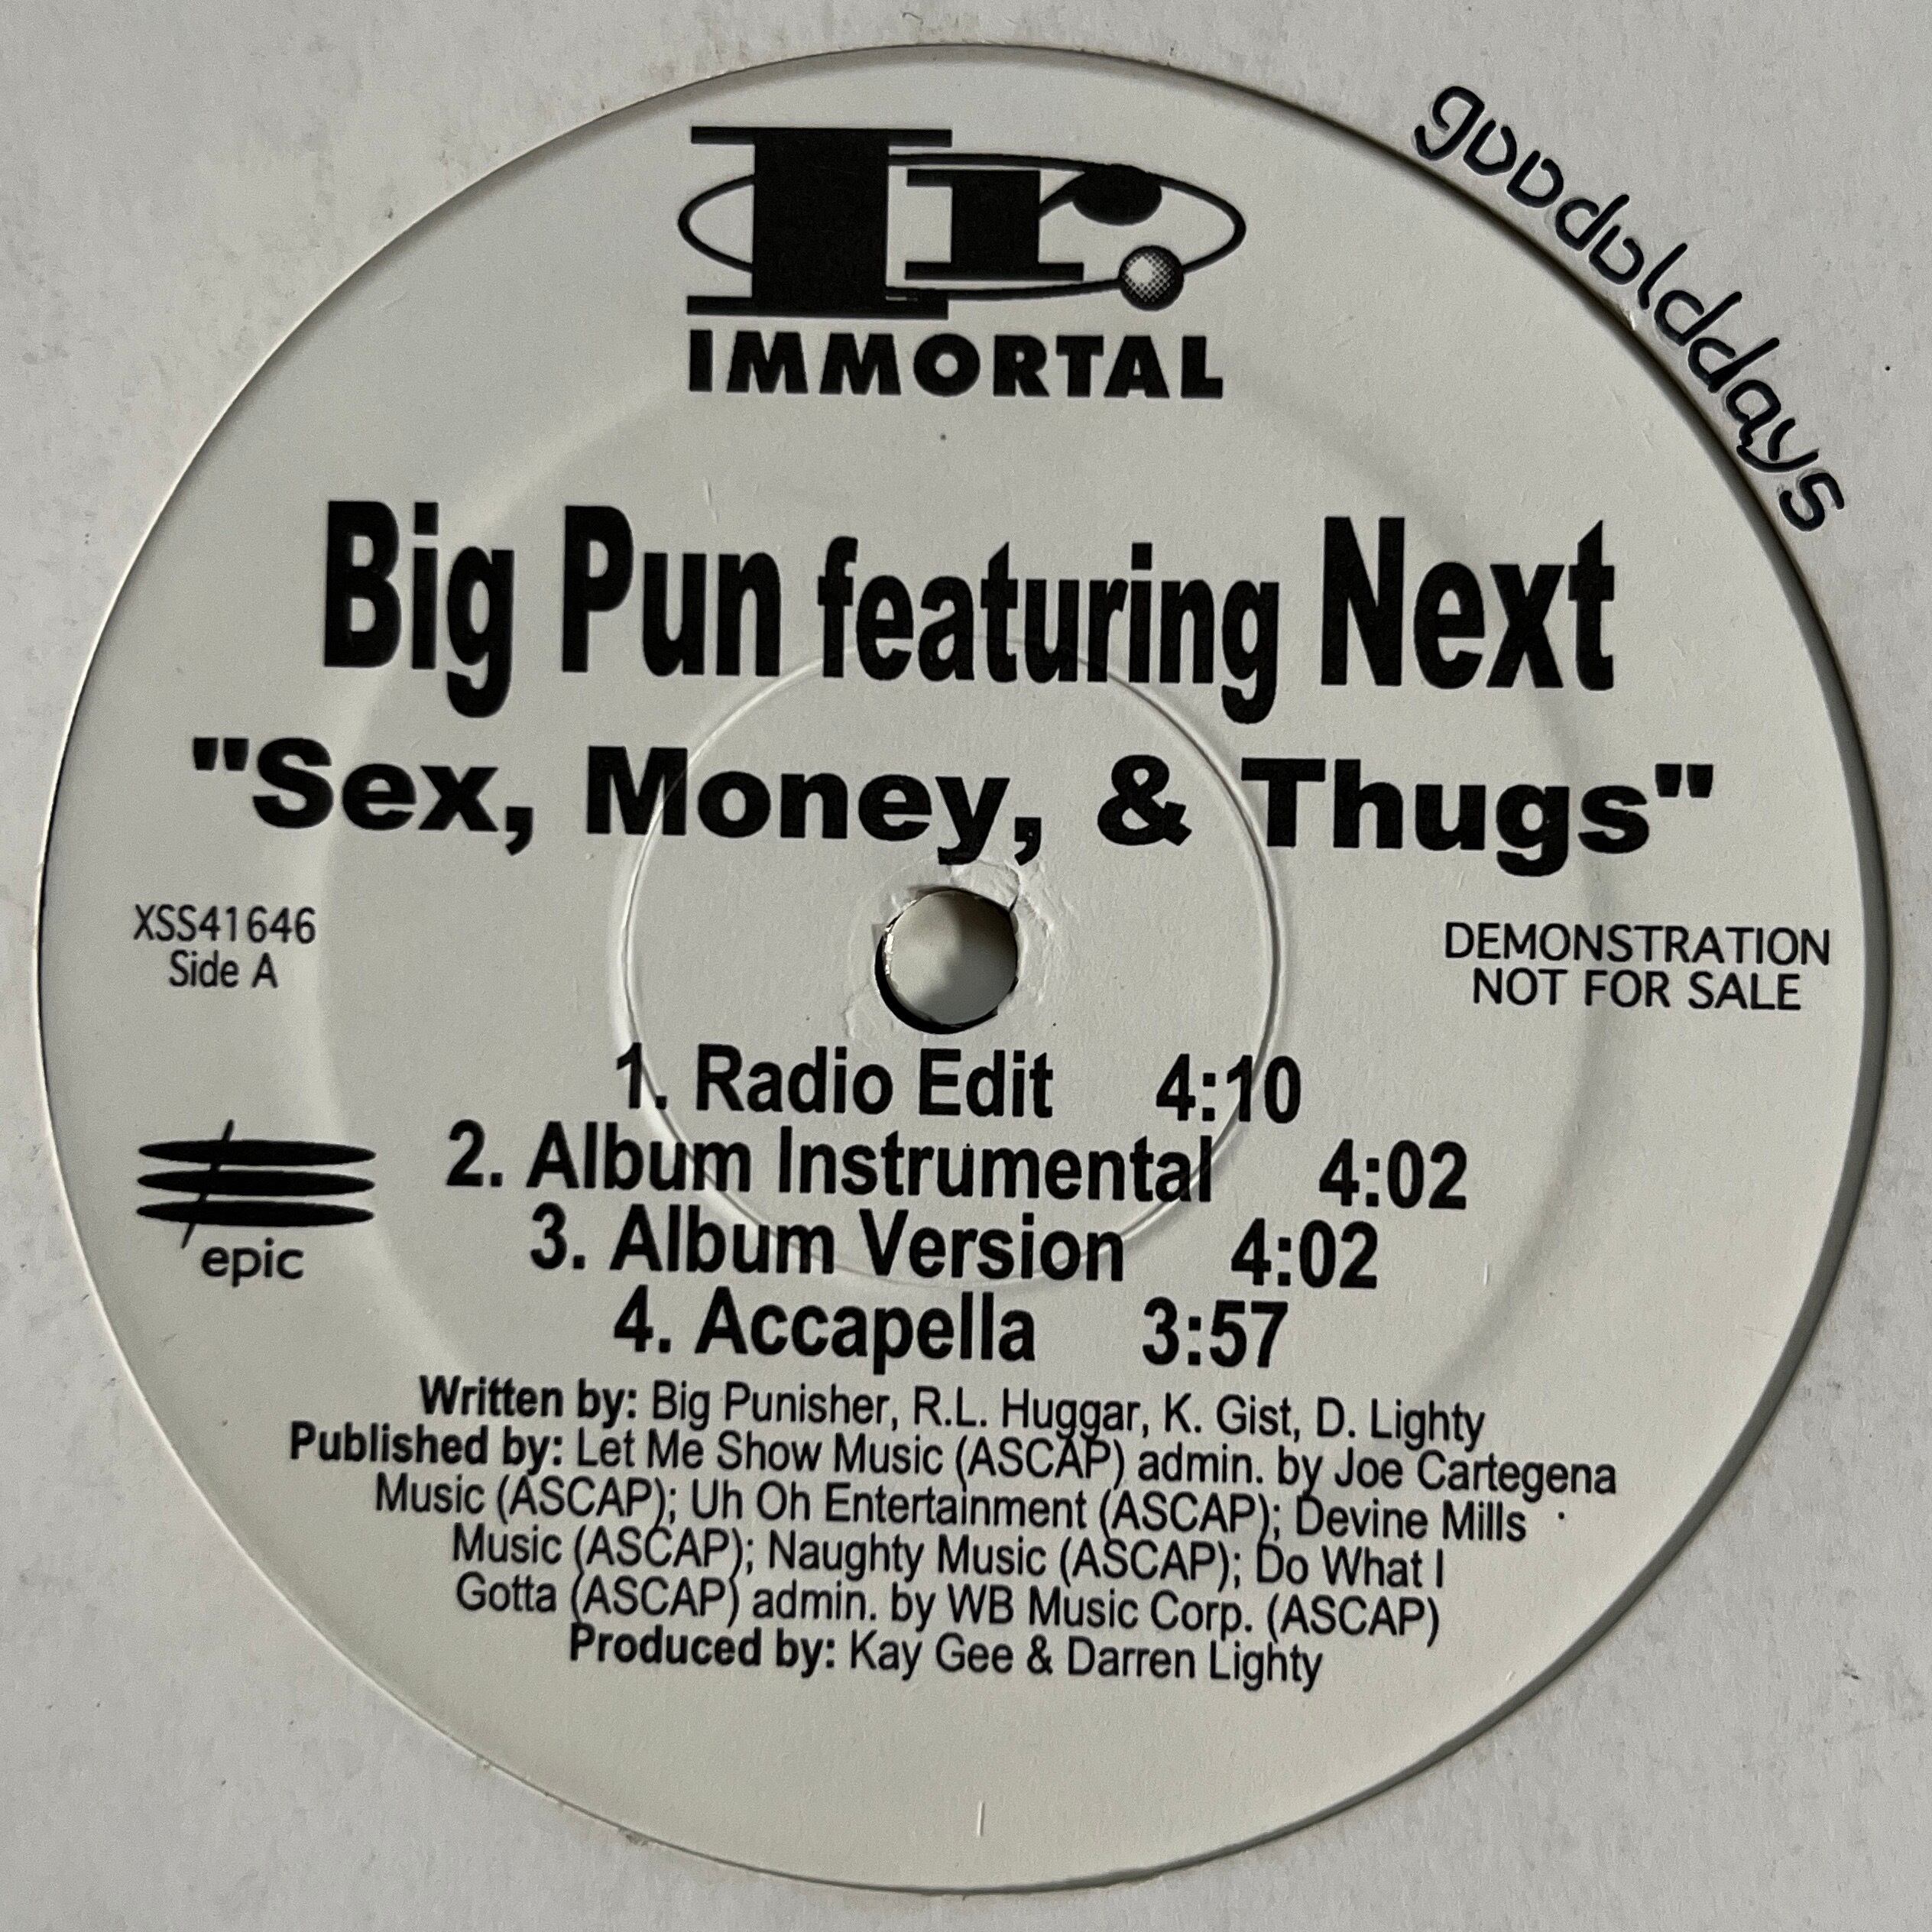 Ir.
IMMORTAL
goodolddays
Big Pun featuring Next
"Sex, Money, & Thugs"
XSS41646
Side A
DEMONSTRATION
NOT FOR SALE
1. Radio Edit 4:10
2. Album Instrumental 4:02
3. Album Version 4:02
4. Accapella 3:57
epic
Written by: Big Punisher, R.L. Huggar, K. Gist, D. Lighty
Published by: Let Me Show Music (ASCAP) admin. by Joe Cartegena
Music (ASCAP); Uh Oh Entertainment (ASCAP); Devine Mills
Music (ASCAP); Naughty Music (ASCAP); Do What I
Gotta (ASCAP) admin. by WB Music Corp. (ASCAP)
Produced by: Kay Gee & Darren Lighty